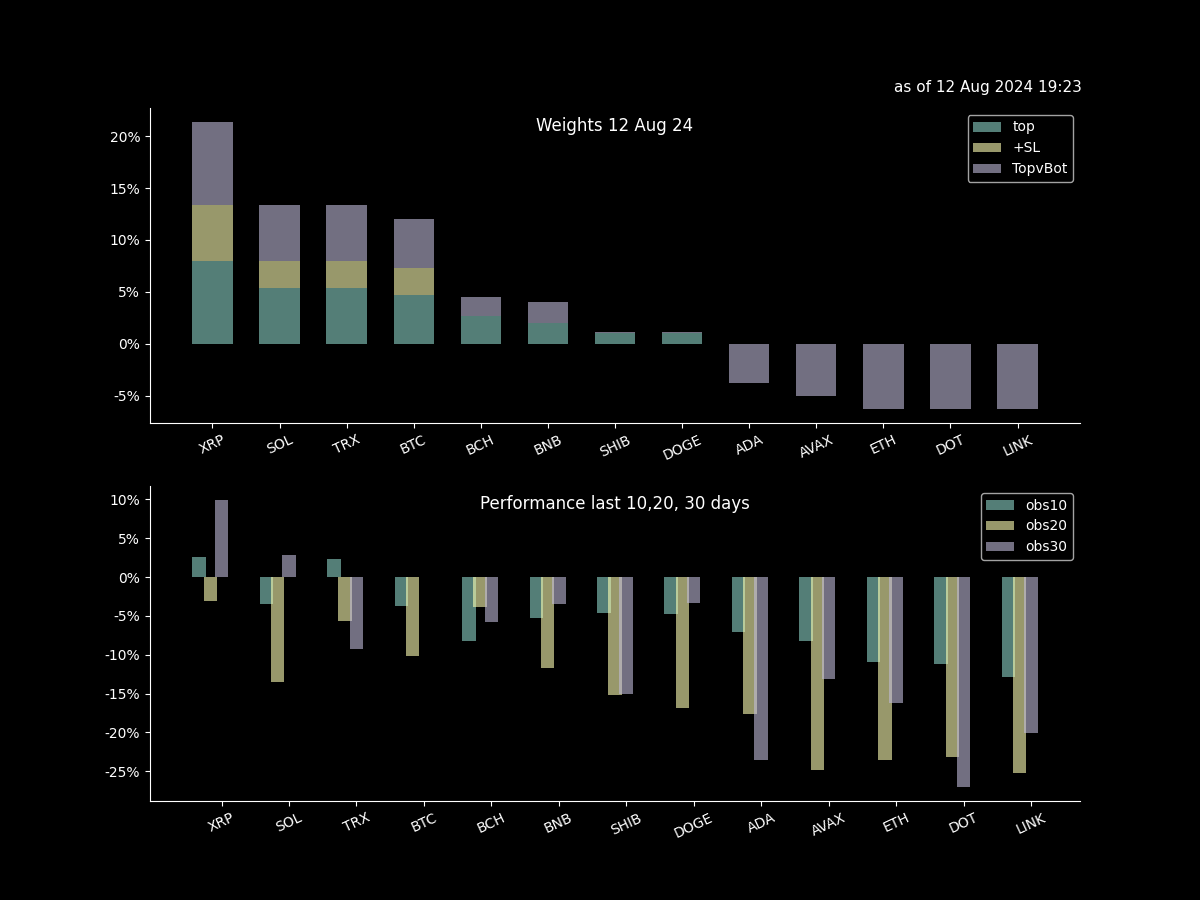 as of 12 Aug 2024 19:23
Weights 12 Aug 24
top
+SL
TopvBot
20%
15%
10%
5%
0%
-5%
XRP SOL TRX BTC BCH BNB SHIB DOGE ADA AVAX ETH DOT LINK
Performance last 10,20, 30 days
obs10
obs20
obs30
10%
5%
0%
-5%
-10%
-15%
-20%
-25%
XRP SOL TRX BTC BCH BNB SHIB DOGE ADA AVAX ETH DOT LINK